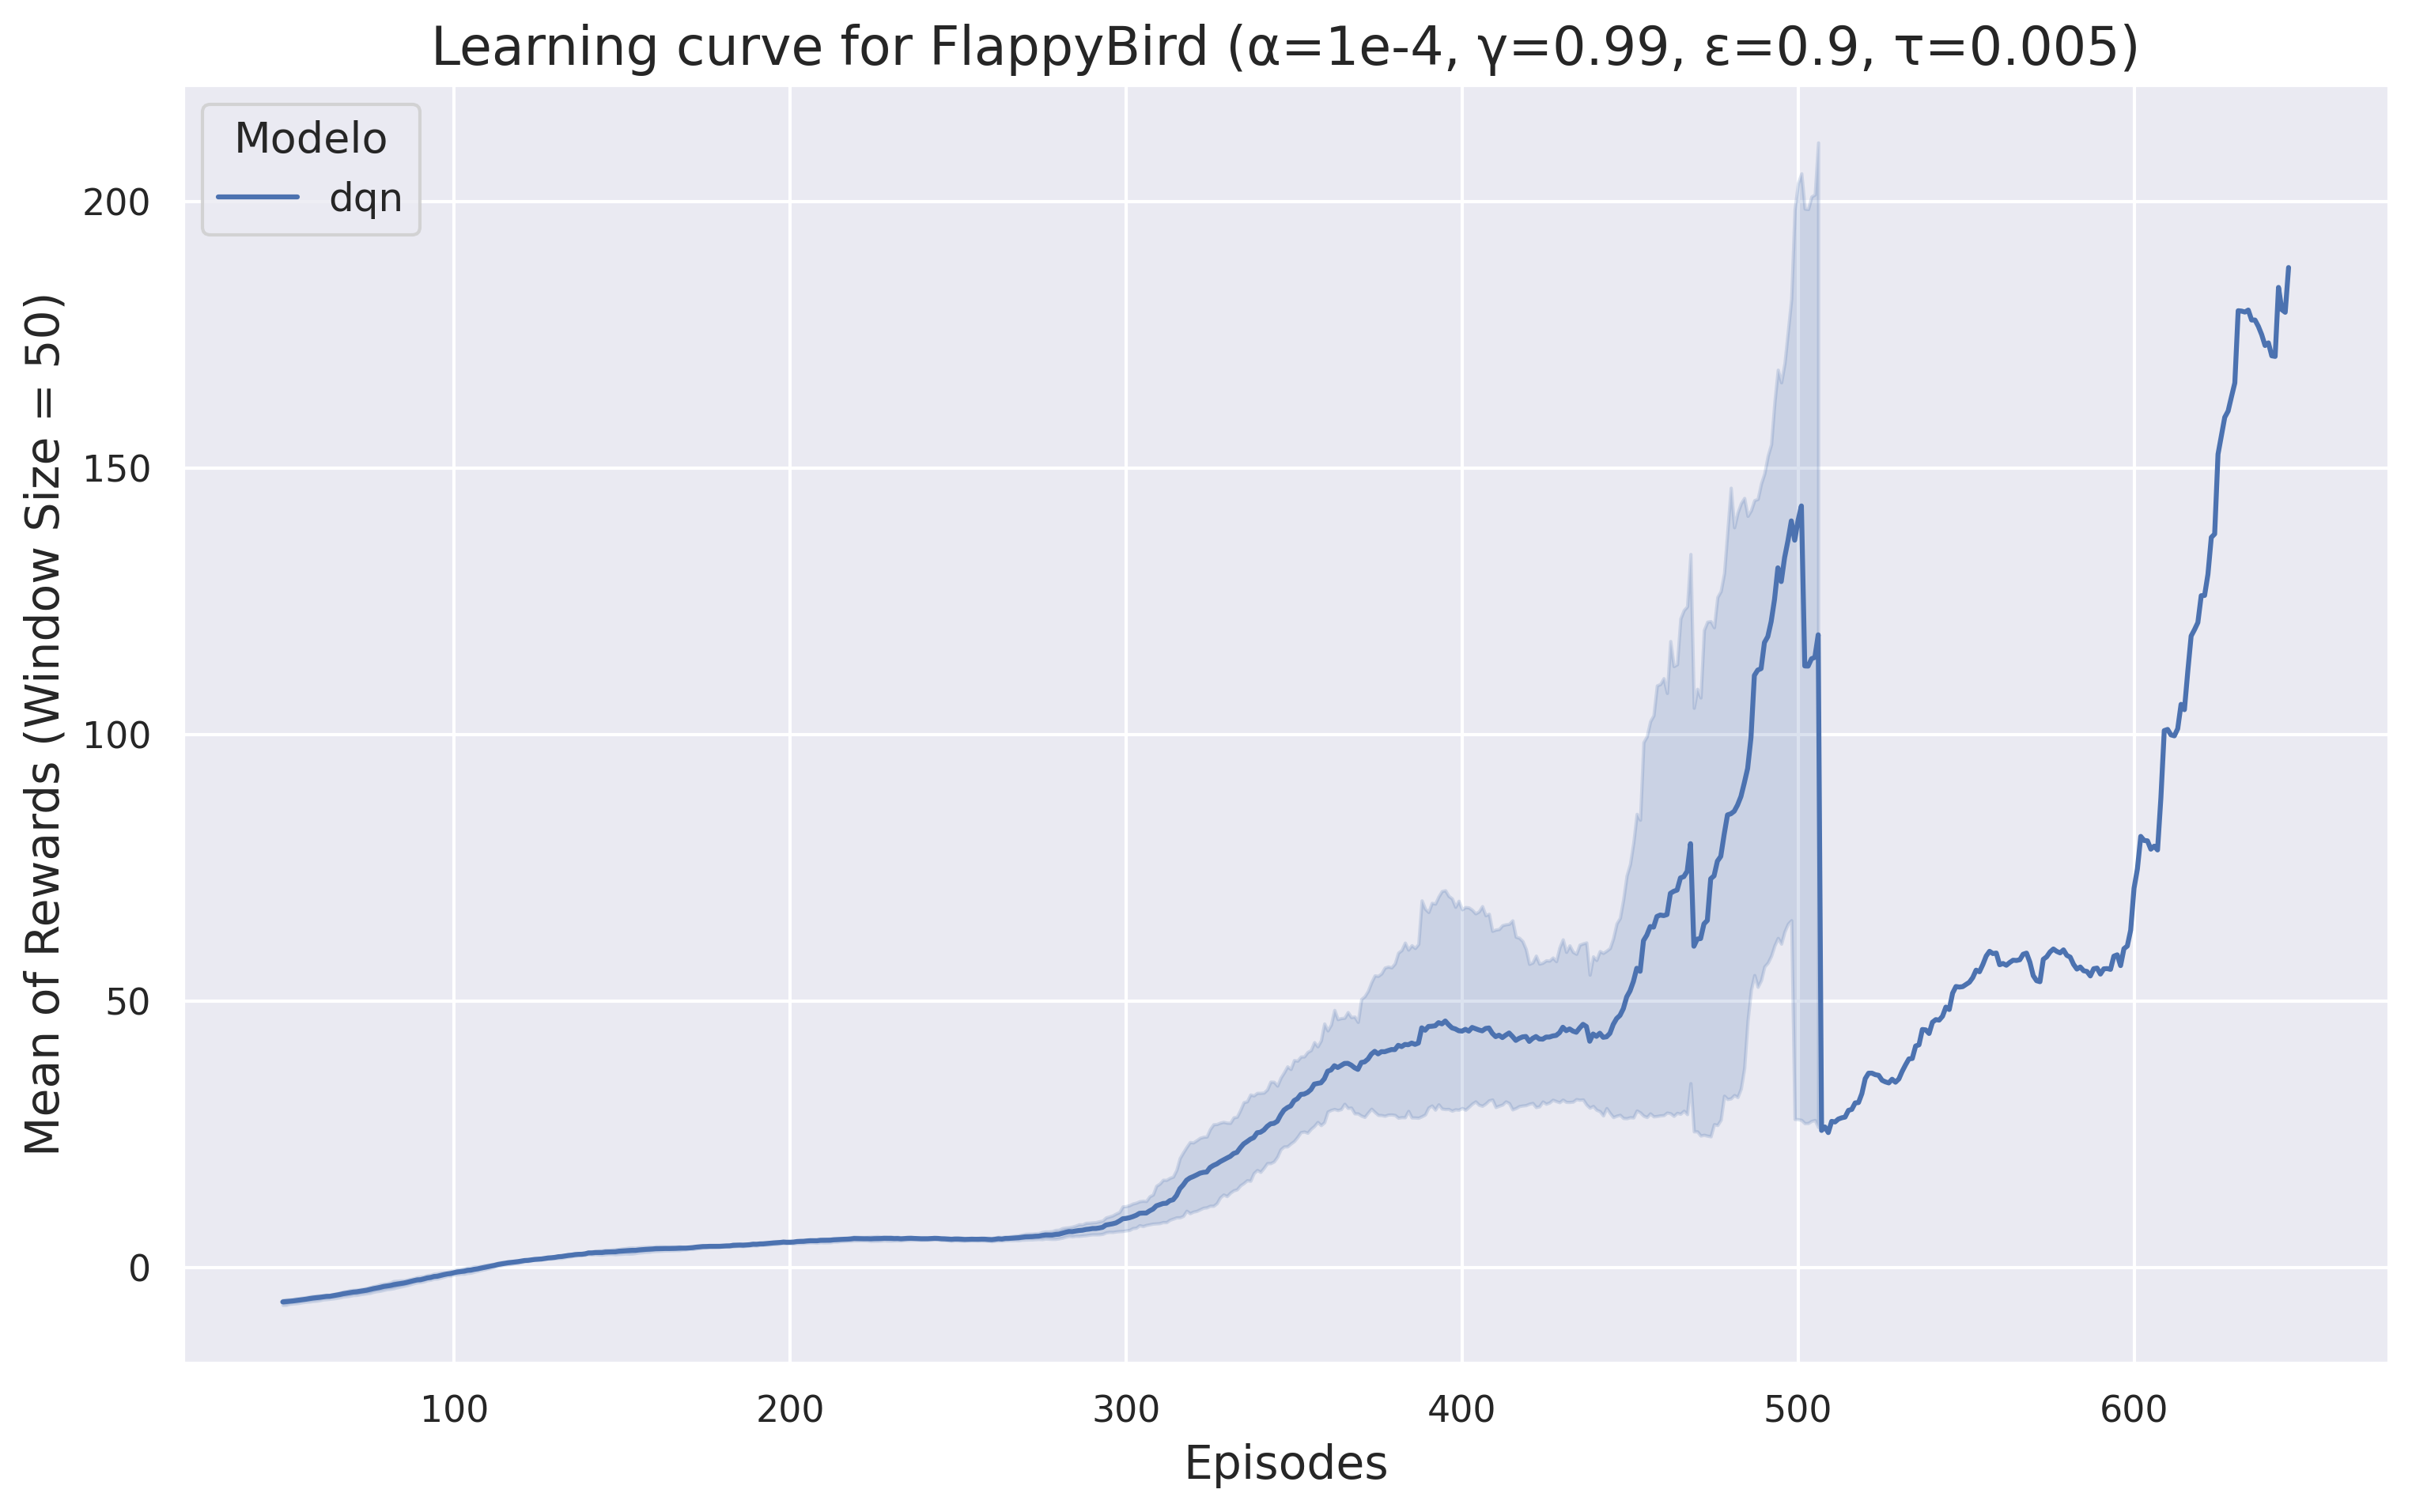 Learning curve for FlappyBird (α=1e-4, γ=0.99, ε=0.9, τ=0.005)
Modelo
dqn
Mean of Rewards (Window Size = 50)
200
150
100
50
0
100
200
300
400
500
600
Episodes